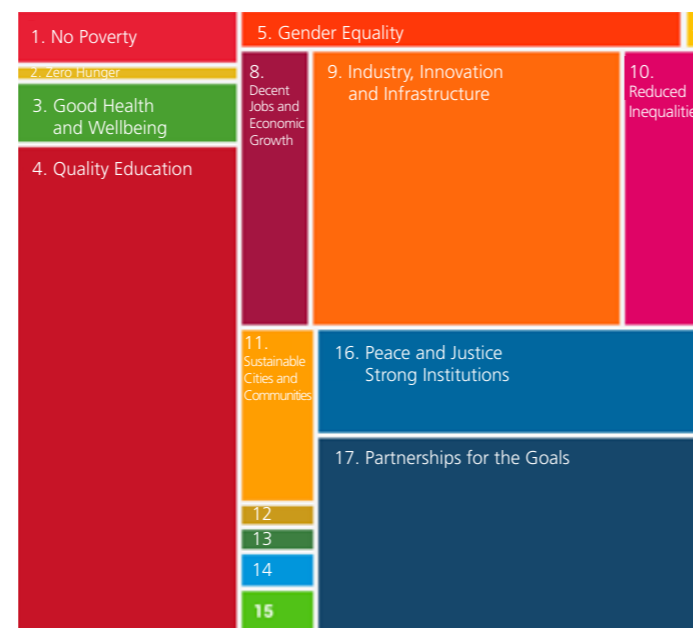 1. No Poverty
2. Zero Hunger
3. Good Health
and Wellbeing
4. Quality Education
5. Gender Equality
8.
Decent
Jobs and
Economic
Growth
9. Industry, Innovation
and Infrastructure
10.
Reduced
Inequalitie
11.
Sustainable
Cities and
Communities
12
13
14
15
16. Peace and Justice
Strong Institutions
17. Partnerships for the Goals